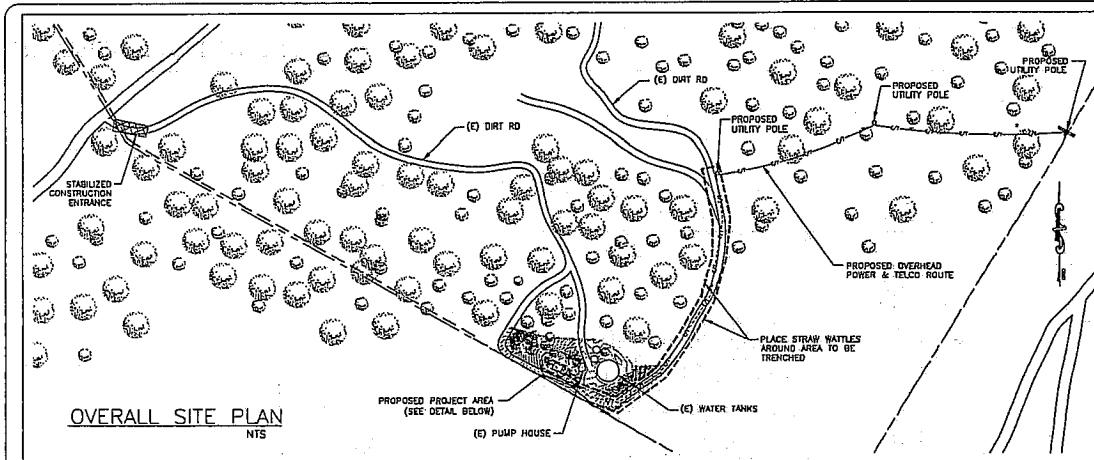 PROPOSED
UTILITY POLE
(E) DIRT RD
PROPOSED
UTILITY POLE
PROPOSED
UTILITY POLE
(E) DIRT RD
STABILIZED
CONSTRUCTION
ENTRANCE
PROPOSED OVERHEAD
POWER & TELCO ROUTE
PLACE STRAW WATTLES
AROUND AREA TO BE
TRENCHED
PROPOSED PROJECT AREA
(SEE DETAIL BELOW)
(E) WATER TANKS
(E) PUMP HOUSE
OVERALL SITE PLAN
NTS